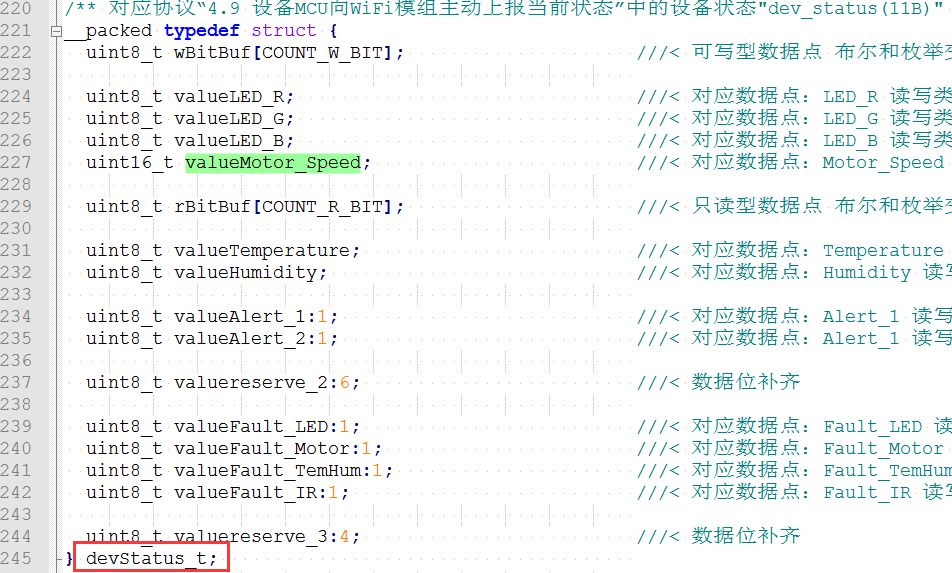 220 /** 对应协议“4.9 设备MCU向WiFi模组主动上报当前状态”中的设备状态"dev_status(11B)"
221 __packed typedef struct {
222 uint8_t wBitBuf[COUNT_W_BIT]; ///< 可写型数据点 布尔和枚举
223
224 uint8_t valueLED_R; ///< 对应数据点：LED_R 读写类
225 uint8_t valueLED_G; ///< 对应数据点：LED_G 读写类
226 uint8_t valueLED_B; ///< 对应数据点：LED_B 读写类
227 uint16_t valueMotor_Speed; ///< 对应数据点：Motor_Speed
228
229 uint8_t rBitBuf[COUNT_R_BIT]; ///< 只读型数据点 布尔和枚举
230
231 uint8_t valueTemperature; ///< 对应数据点：Temperature
232 uint8_t valueHumidity; ///< 对应数据点：Humidity 读写
233
234 uint8_t valueAlert_1:1; ///< 对应数据点：Alert_1 读写
235 uint8_t valueAlert_2:1; ///< 对应数据点：Alert_1 读写
236
237 uint8_t valuereserve_2:6; ///< 数据位补齐
238
239 uint8_t valueFault_LED:1; ///< 对应数据点：Fault_LED 读
240 uint8_t valueFault_Motor:1; ///< 对应数据点：Fault_Motor
241 uint8_t valueFault_TemHum:1; ///< 对应数据点：Fault_TemHum
242 uint8_t valueFault_IR:1; ///< 对应数据点：Fault_IR 读写
243
244 uint8_t valuereserve_3:4; ///< 数据位补齐
245 } devStatus_t;